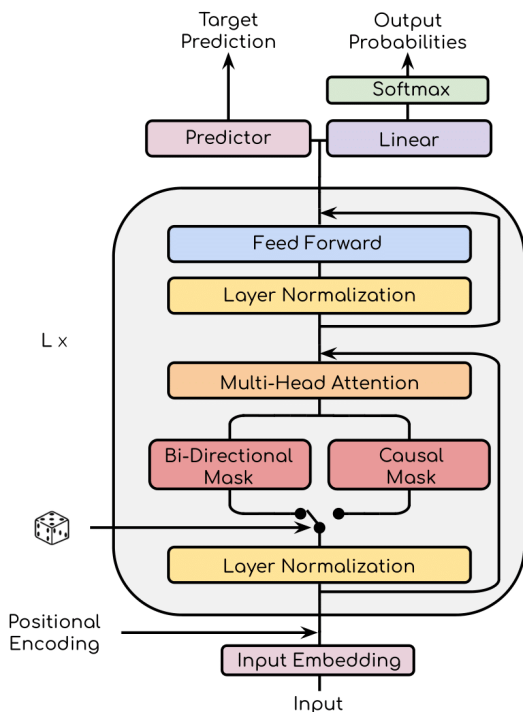 Target
Prediction
Output
Probabilities
Softmax
Predictor
Linear
Feed Forward
Layer Normalization
L x
Multi-Head Attention
Bi-Directional
Mask
Causal
Mask
Layer Normalization
Positional
Encoding
Input Embedding
Input